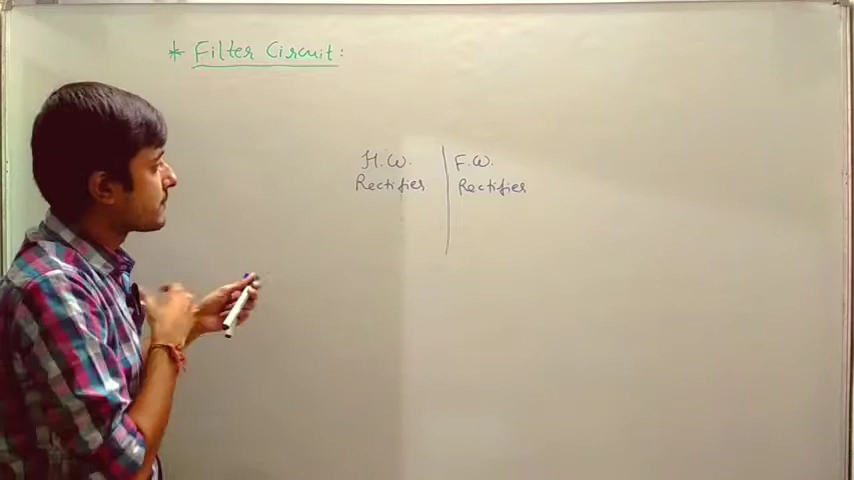 * Filter Circuit:
H.W. F.W.
Rectifier Rectifier